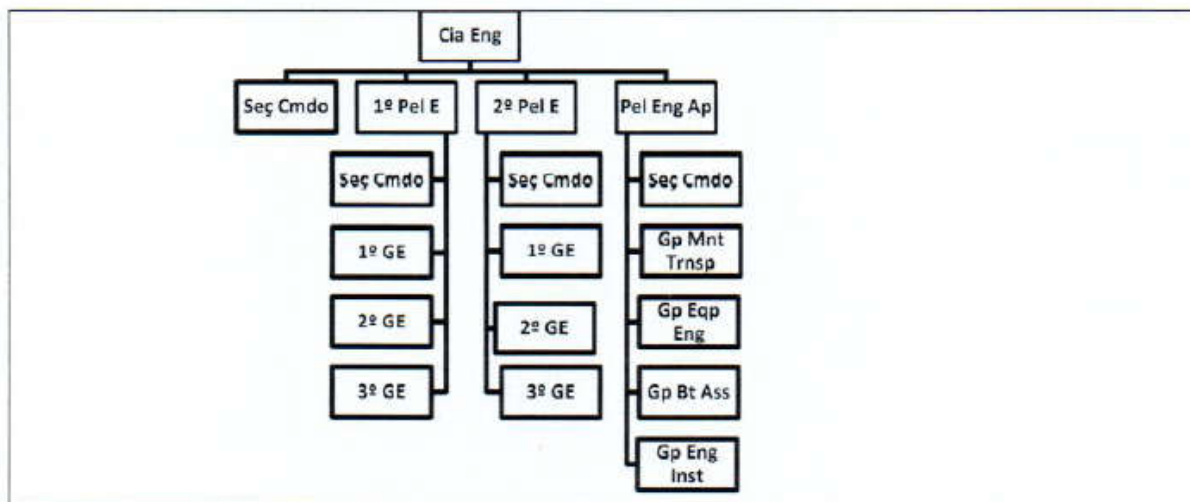 Cia Eng
Seç Cmdo
1º Pel E
2º Pel E
Pel Eng Ap
Seç Cmdo
1º GE
2º GE
3º GE
Seç Cmdo
1º GE
2º GE
3º GE
Seç Cmdo
Gp Mnt
Trnsp
Gp Eqp
Eng
Gp Bt Ass
Gp Eng
Inst